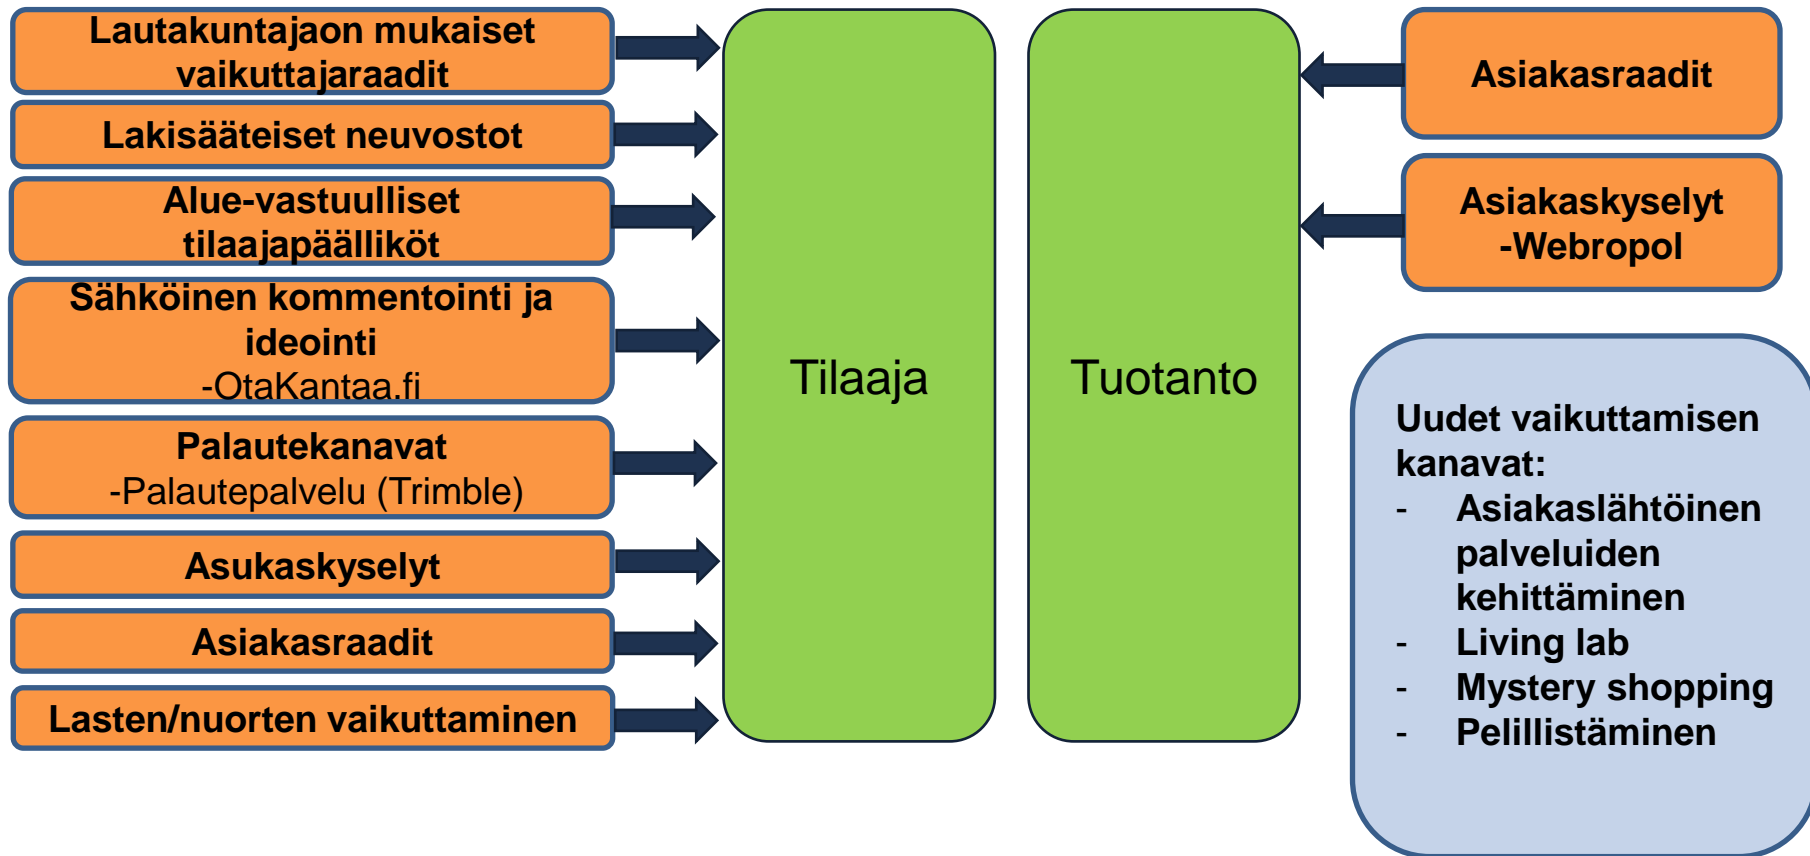 Lautakuntajaon mukaiset
vaikuttajaraadit
Lakisääteiset neuvostot
Alue-vastuulliset
tilaajapäälliköt
Sähköinen kommentointi ja
ideointi
-OtaKantaa.fi
Palautekanavat
-Palautepalvelu (Trimble)
Asukaskyselyt
Asiakasraadit
Lasten/nuorten vaikuttaminen
Tilaaja
Tuotanto
Asiakasraadit
Asiakaskyselyt
-Webropol
Uudet vaikuttamisen
kanavat:
- Asiakaslähtöinen
palveluiden
kehittäminen
- Living lab
- Mystery shopping
- Pelillistäminen